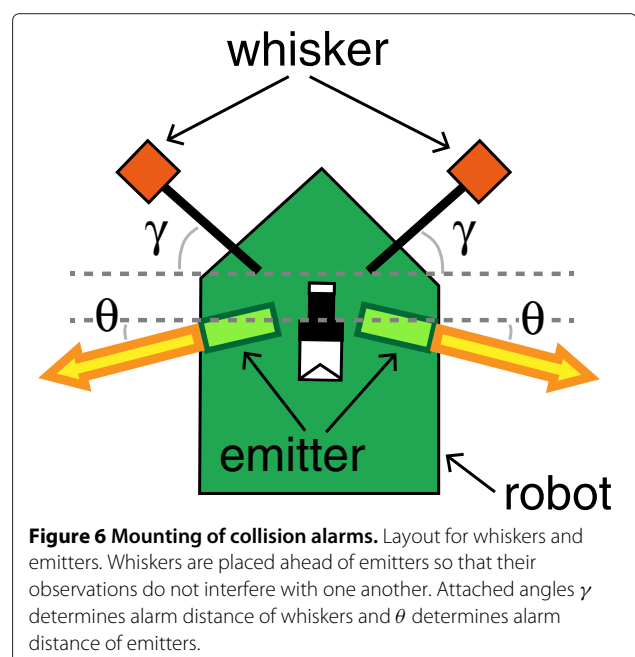 whisker
γ γ
θ θ
emitter
robot
Figure 6 Mounting of collision alarms. Layout for whiskers and
emitters. Whiskers are placed ahead of emitters so that their
observations do not interfere with one another. Attached angles γ
determines alarm distance of whiskers and θ determines alarm
distance of emitters.